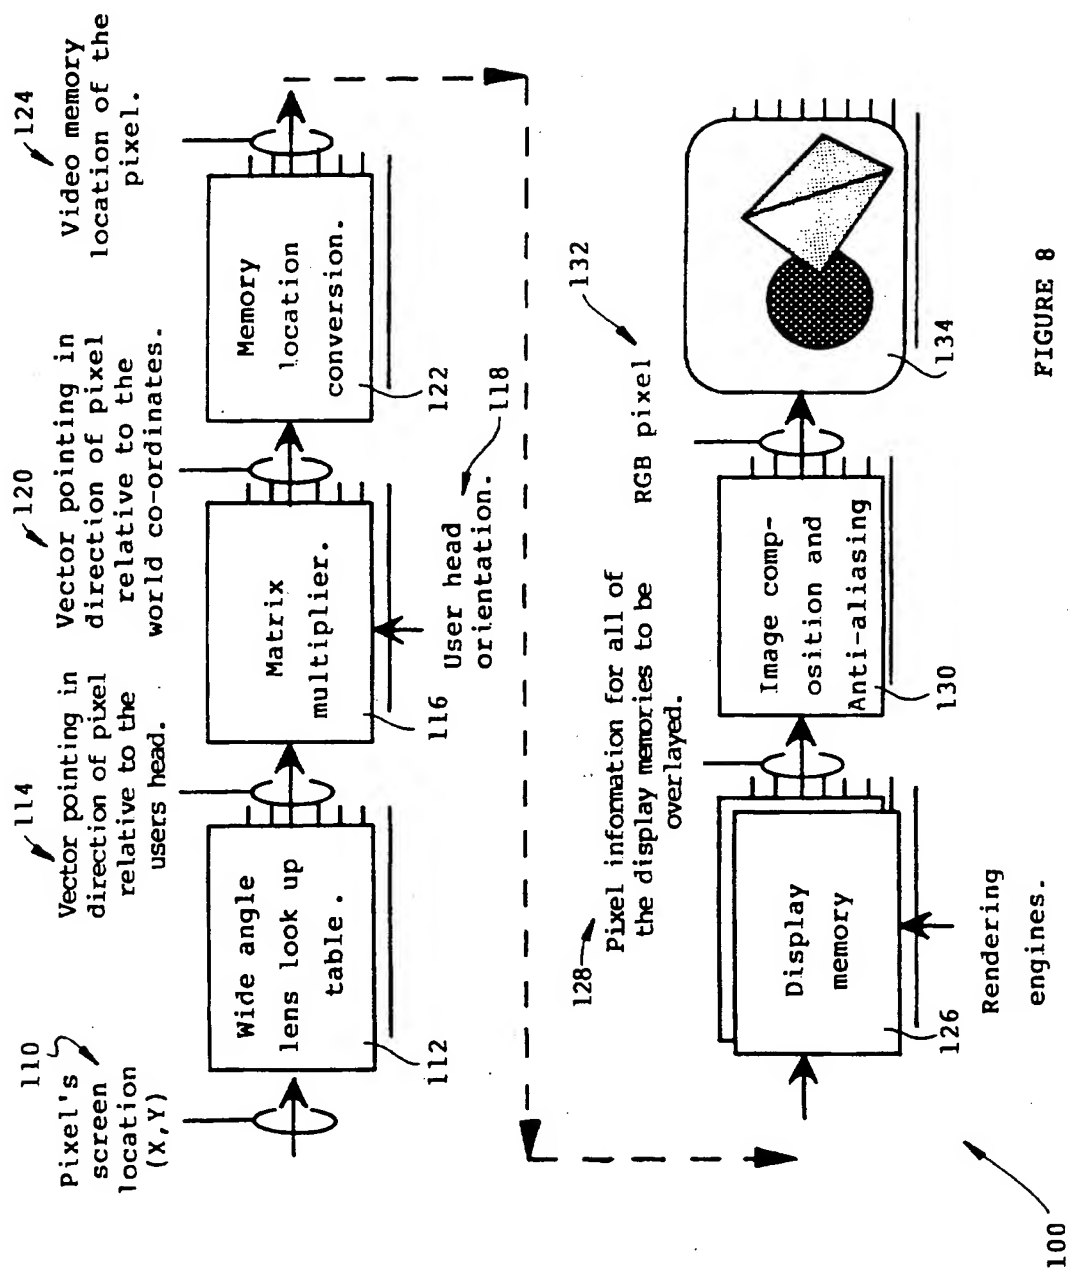 110
Pixel's
screen
location
(X,Y)
Wide angle
lens look up
table.
112
114
Vector pointing in
direction of pixel
relative to the
users head.
Matrix
multiplier.
116
User head
orientation.
118
120
Vector pointing in
direction of pixel
relative to the
world co-ordinates.
Memory
location
conversion.
122
124
Video memory
location of the
pixel.
Display
memory
126
Rendering
engines.
128
Pixel information for all of
the display memories to be
overlayed.
Image comp-
osition and
Anti-aliasing
130
RGB pixel
132
134
100
FIGURE 8